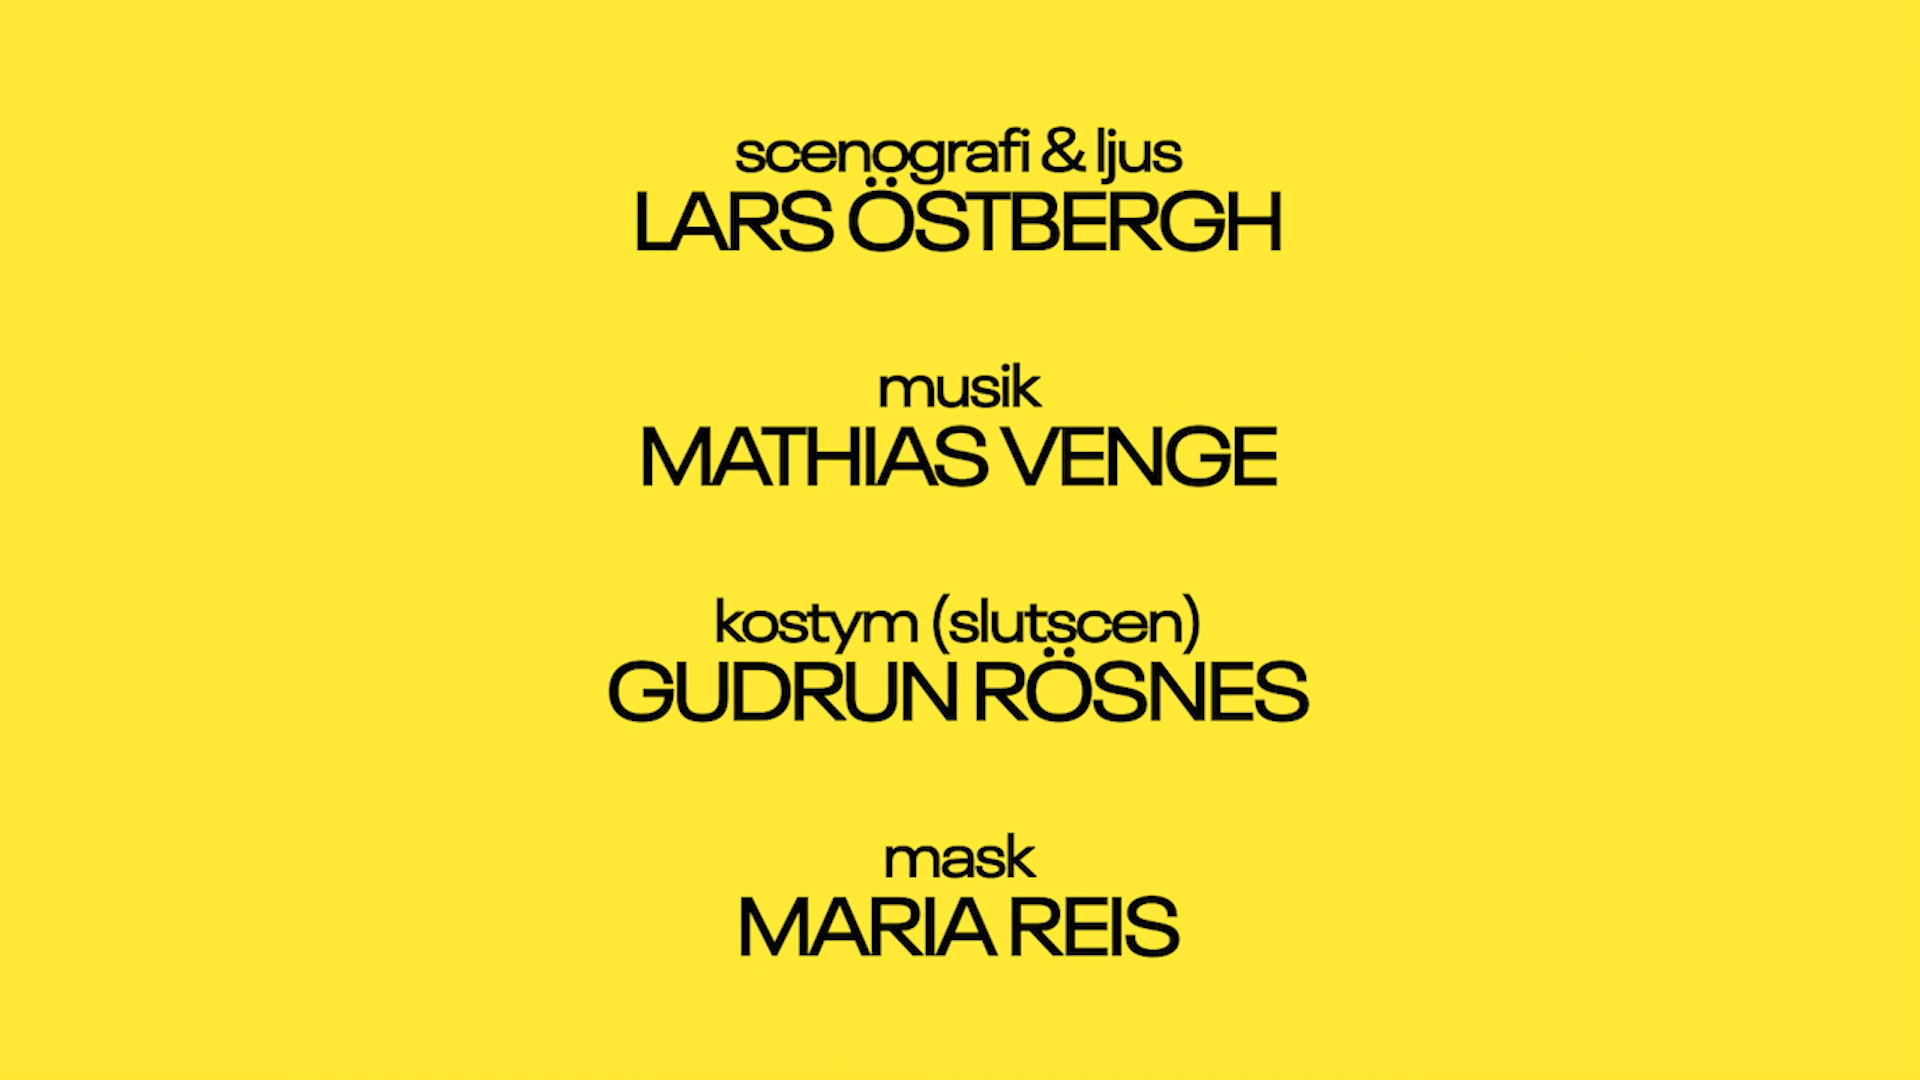 scenografi & ljus
LARS ÖSTBERGH
musik
MATHIAS VENGE
kostym (slutscen)
GUDRUN RÖSNES
mask
MARIA REIS